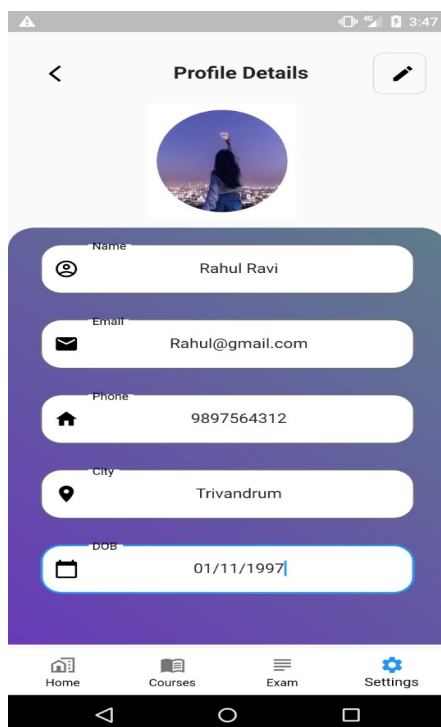 4G 3:47
Profile Details
Name
Rahul Ravi
Email
Rahul@gmail.com
Phone
9897564312
City
Trivandrum
DOB
01/11/1997
Home Courses Exam Settings